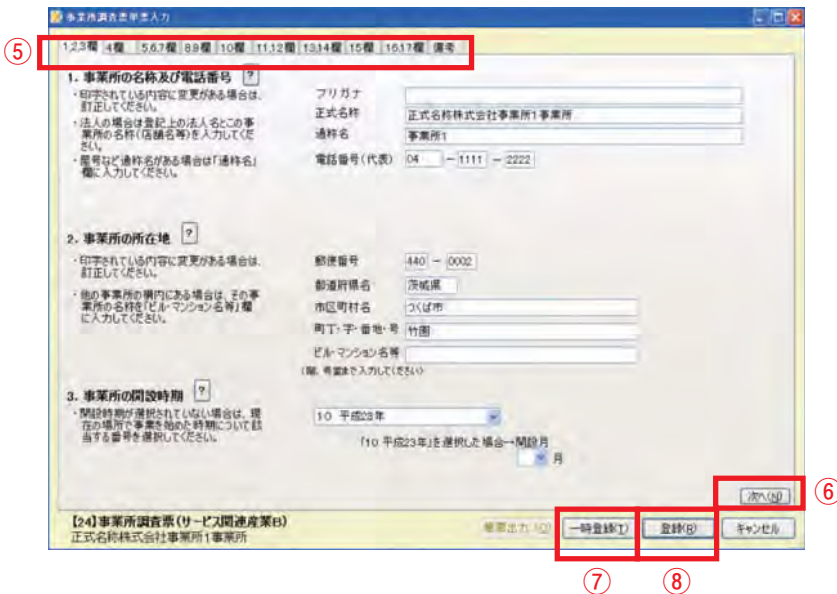 事業所調査票単票入力
⑤
1,2,3欄 4欄 5,6,7欄 8,9欄 10欄 11,12欄 13,14欄 15欄 16,17欄 備考
1. 事業所の名称及び電話番号 ?
・印字されている内容に変更がある場合は、
訂正してください。
・法人の場合は登記上の法人名とこの事
業所の名称(店舗名等)を入力してくだ
さい。
・屋号など通称名がある場合は「通称名」
欄に入力してください。
フリガナ
正式名称 正式名称株式会社事業所1事業所
通称名 事業所1
電話番号(代表) 04 - 1111 - 2222
2. 事業所の所在地 ?
・印字されている内容に変更がある場合は、
訂正してください。
・他の事業所の構内にある場合は、その事
業所の名称を「ビル・マンション名等」欄
に入力してください。
郵便番号 440 - 0002
都道府県名 茨城県
市区町村名 つくば市
町丁・字・番地・号 竹園
ビル・マンション名等
(階、号室まで入力してください)
3. 事業所の開設時期 ?
・開設時期が選択されていない場合は、現
在の場所で事業を始めた時期について該
当する番号を選択してください。
10 平成23年
「10 平成23年」を選択した場合→開設月
月
次へ(N) ⑥
【24】事業所調査票(サービス関連産業B)
正式名称株式会社事業所1事業所
一時登録(T) 登録(R) キャンセル
⑦ ⑧